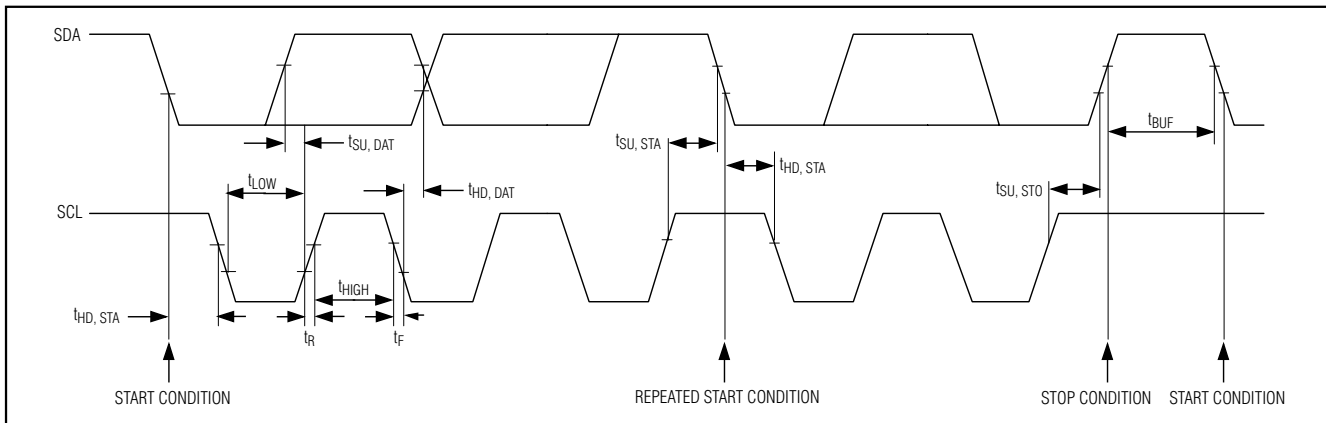 SDA
tSU, DAT
tSU, STA
tBUF
tLOW
tHD, DAT
tHD, STA
tSU, STO
SCL
tHIGH
tHD, STA
tR
tF
START CONDITION
REPEATED START CONDITION
STOP CONDITION
START CONDITION